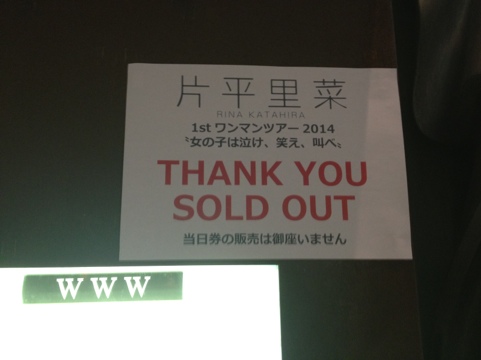 片平里菜
RINA KATAHIRA
1st ワンマンツアー 2014
〝女の子は泣け、笑え、叫べ〟
THANK YOU
SOLD OUT
当日券の販売は御座いません
WWW